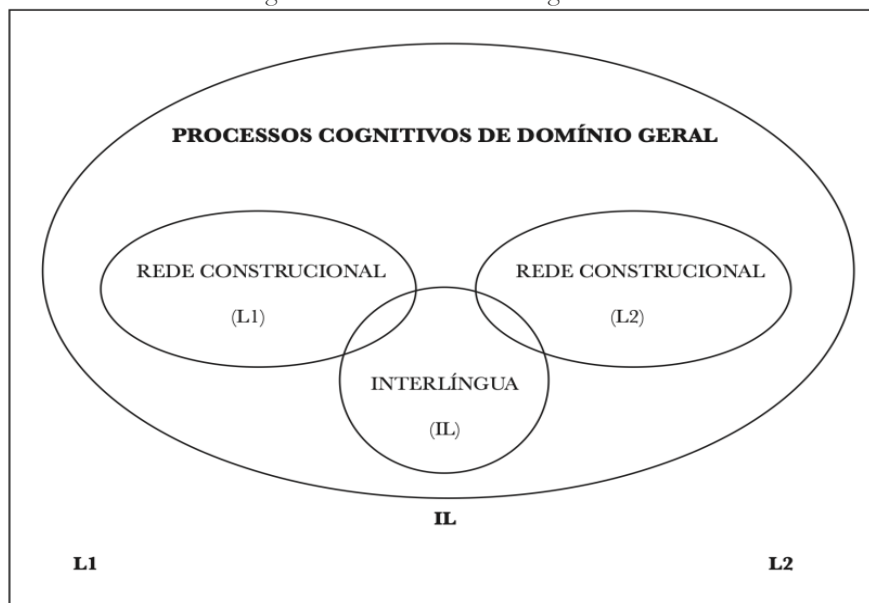 PROCESSOS COGNITIVOS DE DOMÍNIO GERAL
REDE CONSTRUCIONAL
(L1)
REDE CONSTRUCIONAL
(L2)
INTERLÍNGUA
(IL)
IL
L1
L2